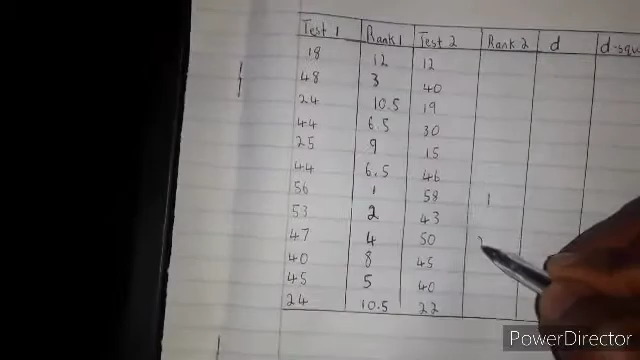 Test 1 Rank 1 Test 2 Rank 2 d d-squ
18 12 12
48 3 40
24 10.5 19
44 6.5 30
25 9 15
44 6.5 46
56 1 58 1
53 2 43
47 4 50
40 8 45
45 5 40
24 10.5 22
PowerDirector